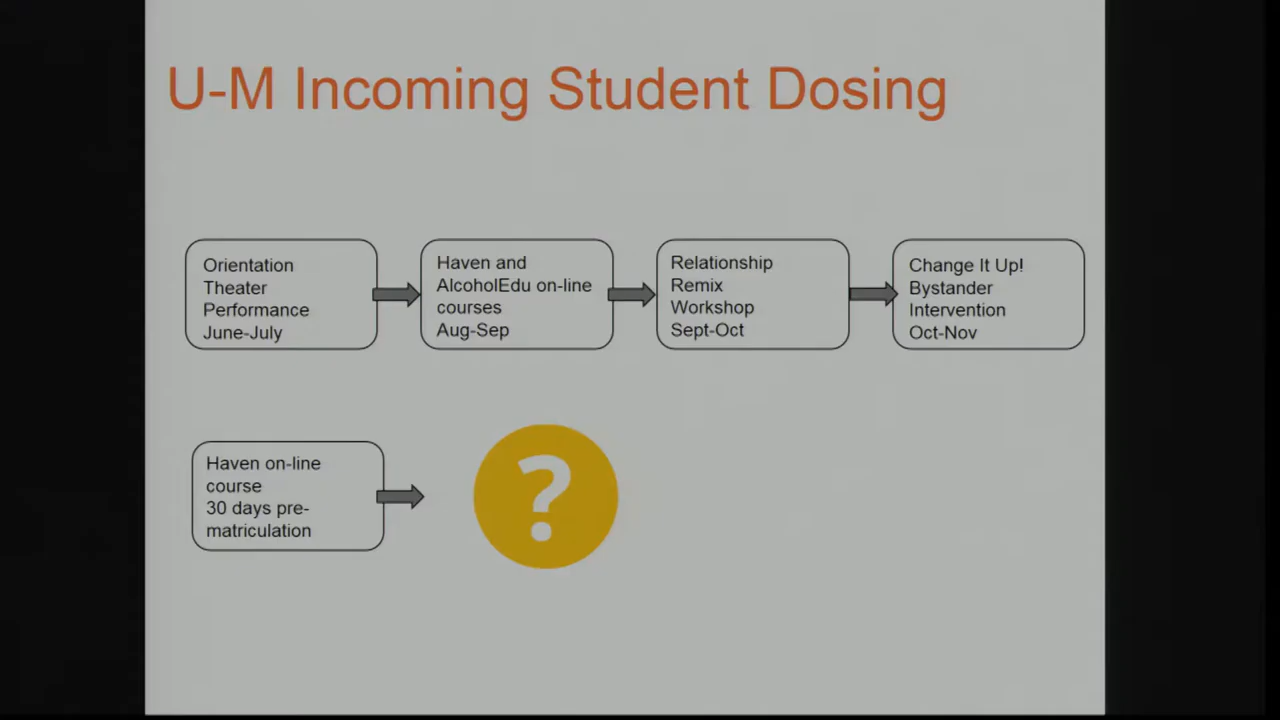 U-M Incoming Student Dosing
Orientation
Theater
Performance
June-July
Haven and
AlcoholEdu on-line
courses
Aug-Sep
Relationship
Remix
Workshop
Sept-Oct
Change It Up!
Bystander
Intervention
Oct-Nov
Haven on-line
course
30 days pre-
matriculation
?